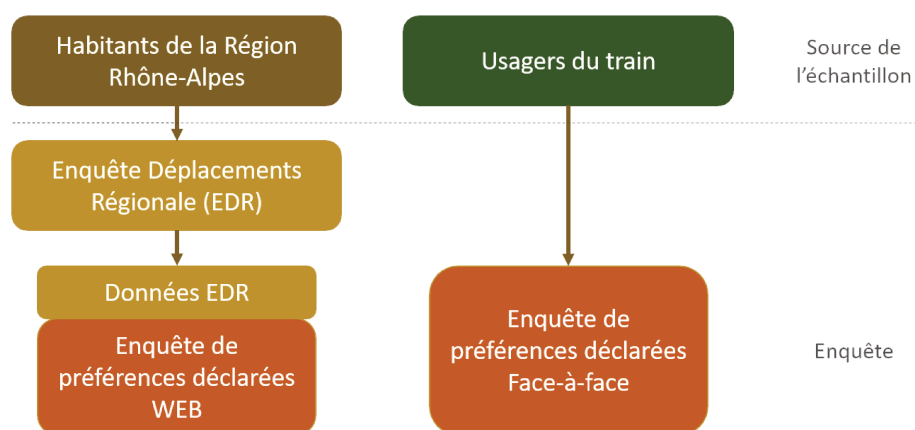 Habitants de la Région
Rhône-Alpes
Usagers du train
Source de
l'échantillon
Enquête Déplacements
Régionale (EDR)
Données EDR
Enquête de
préférences déclarées
WEB
Enquête de
préférences déclarées
Face-à-face
Enquête